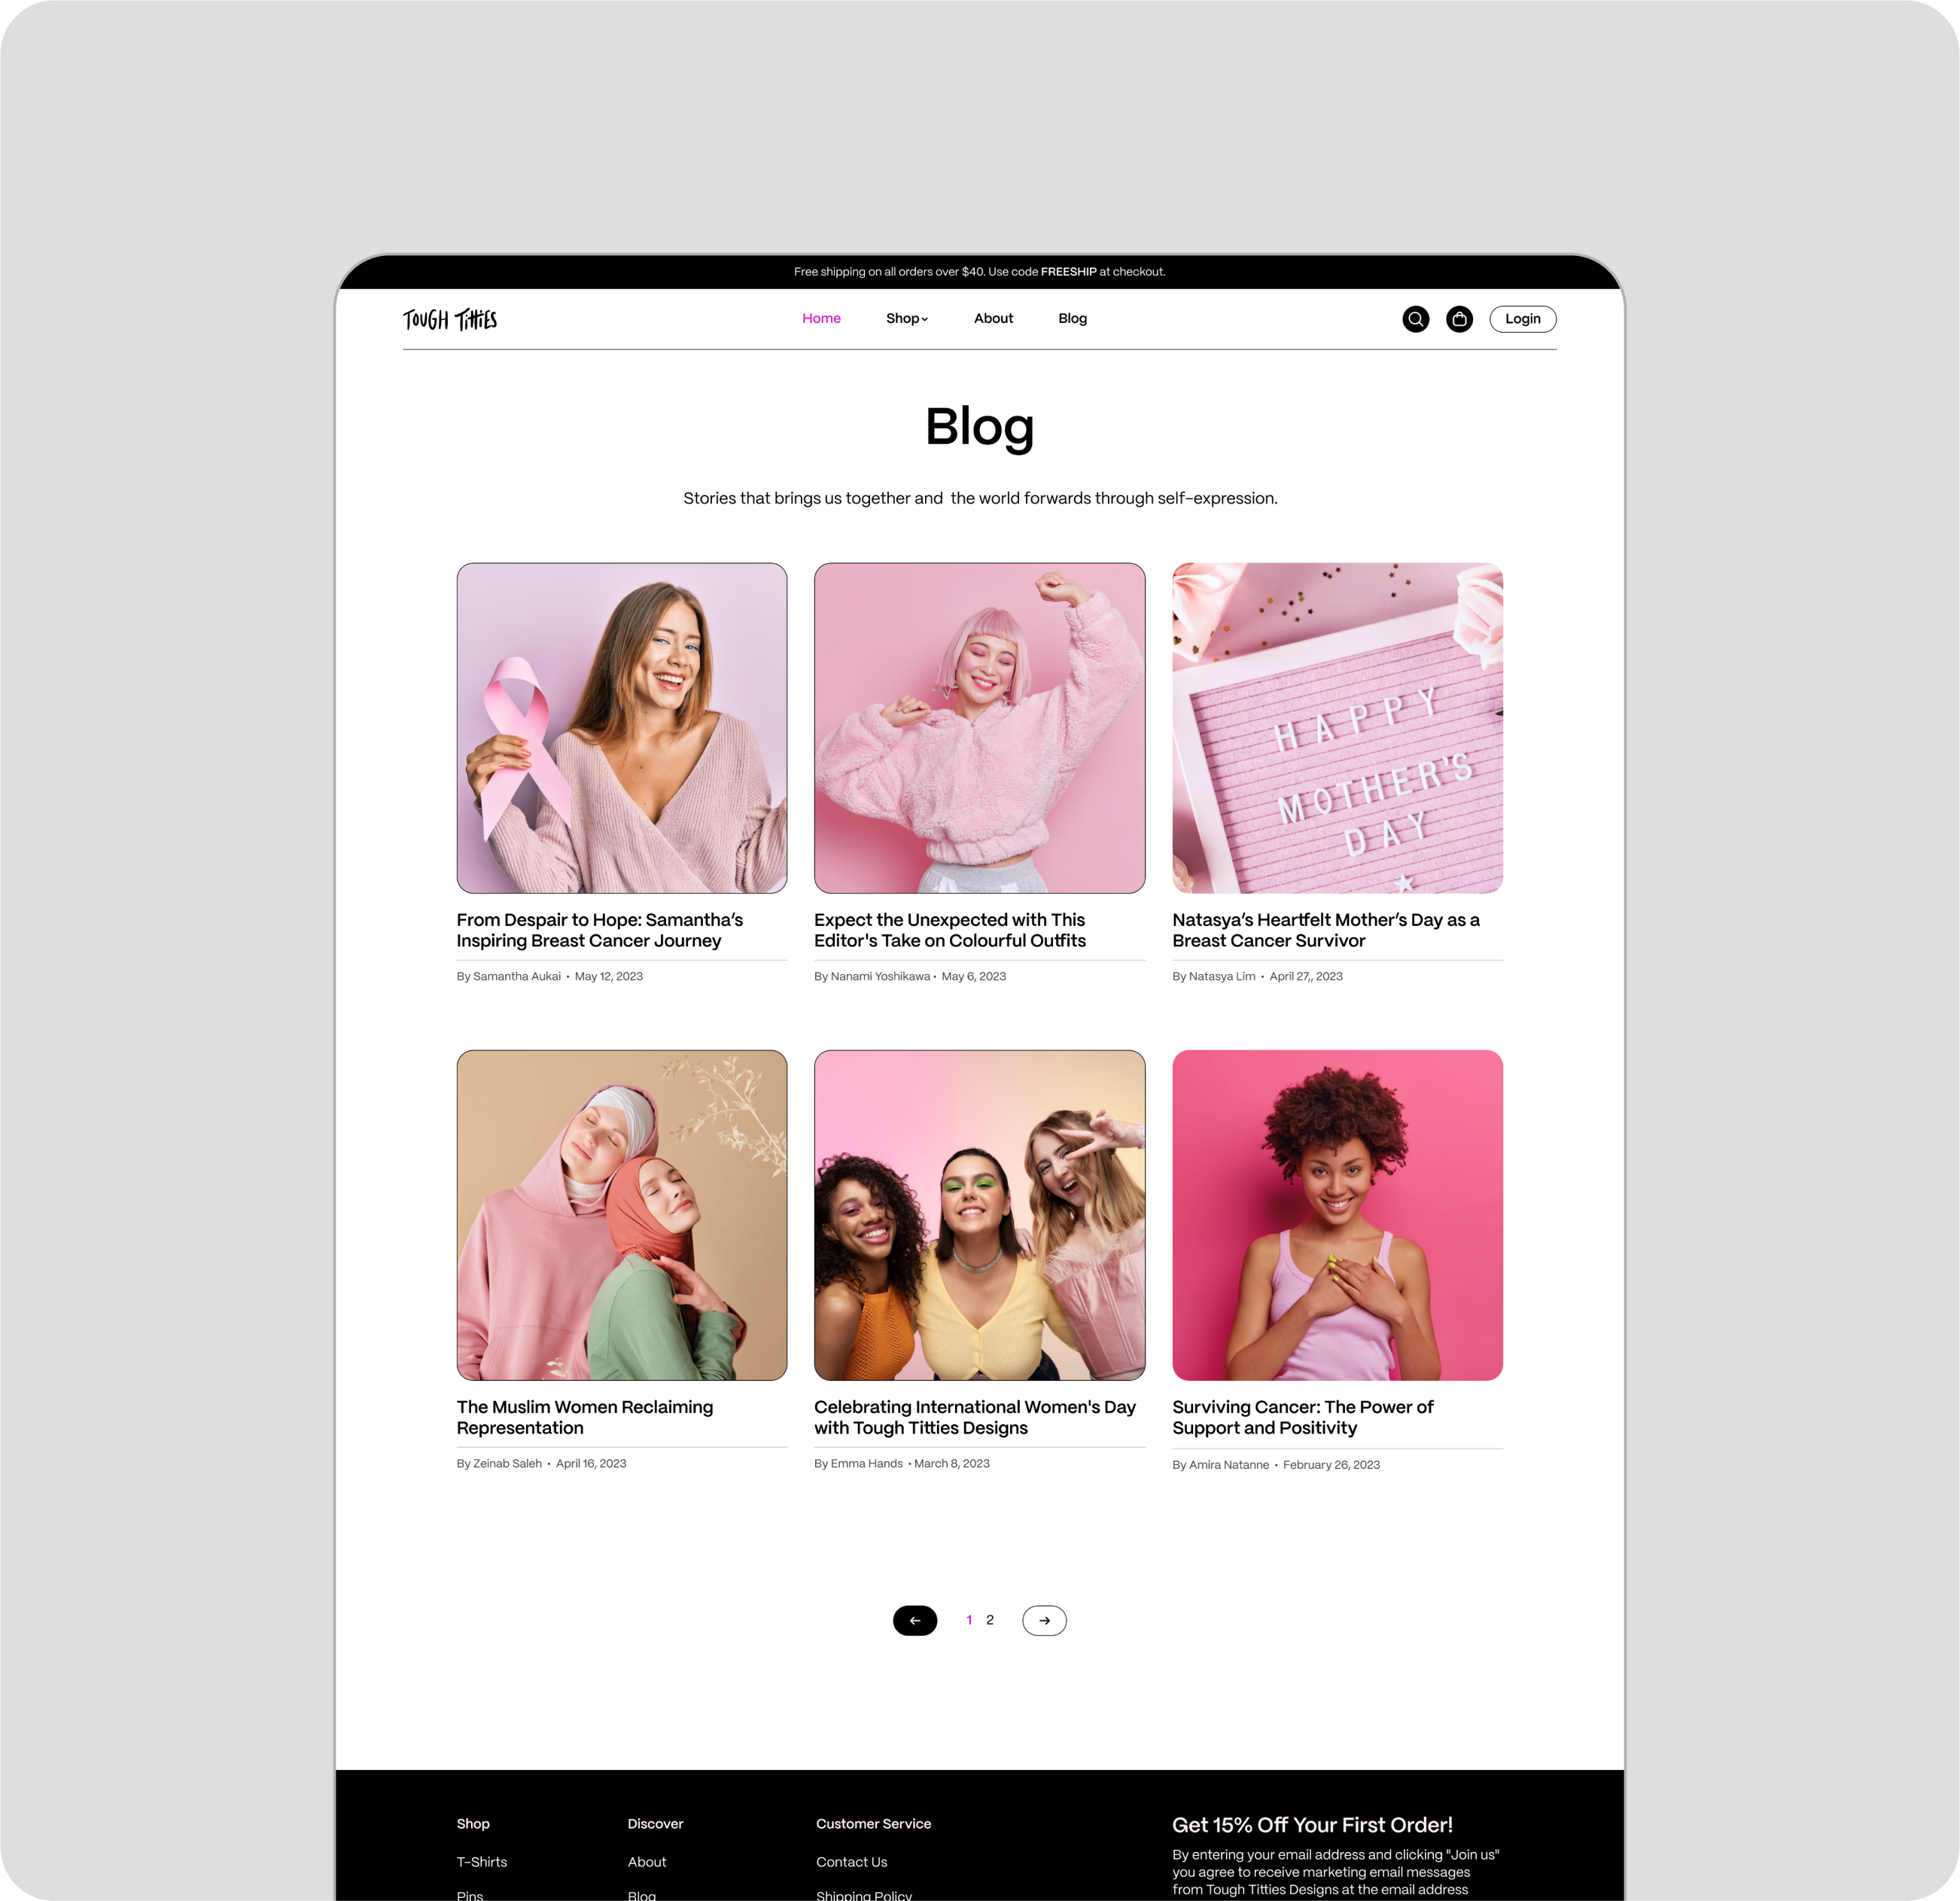 Free shipping on all orders over $40. Use code FREESHIP at checkout.
TOUGH TITTIES
Home Shop About Blog Login
Blog
Stories that brings us together and  the world forwards through self-expression.
HAPPY
MOTHER'S
DAY
From Despair to Hope: Samantha’s
Inspiring Breast Cancer Journey
By Samantha Aukai • May 12, 2023
Expect the Unexpected with This
Editor's Take on Colourful Outfits
By Nanami Yoshikawa • May 6, 2023
Natasya’s Heartfelt Mother’s Day as a
Breast Cancer Survivor
By Natasya Lim • April 27,, 2023
The Muslim Women Reclaiming
Representation
By Zeinab Saleh • April 16, 2023
Celebrating International Women's Day
with Tough Titties Designs
By Emma Hands • March 8, 2023
Surviving Cancer: The Power of
Support and Positivity
By Amira Natanne • February 26, 2023
← 1 2 →
Shop
T-Shirts
Pins
Discover
About
Blog
Customer Service
Contact Us
Shipping Policy
Get 15% Off Your First Order!
By entering your email address and clicking "Join us"
you agree to receive marketing email messages
from Tough Titties Designs at the email address